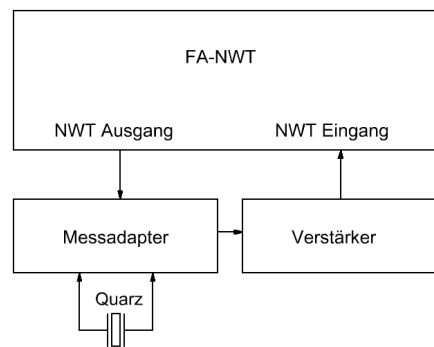 FA-NWT
NWT Ausgang
NWT Eingang
Messadapter
Verstärker
Quarz